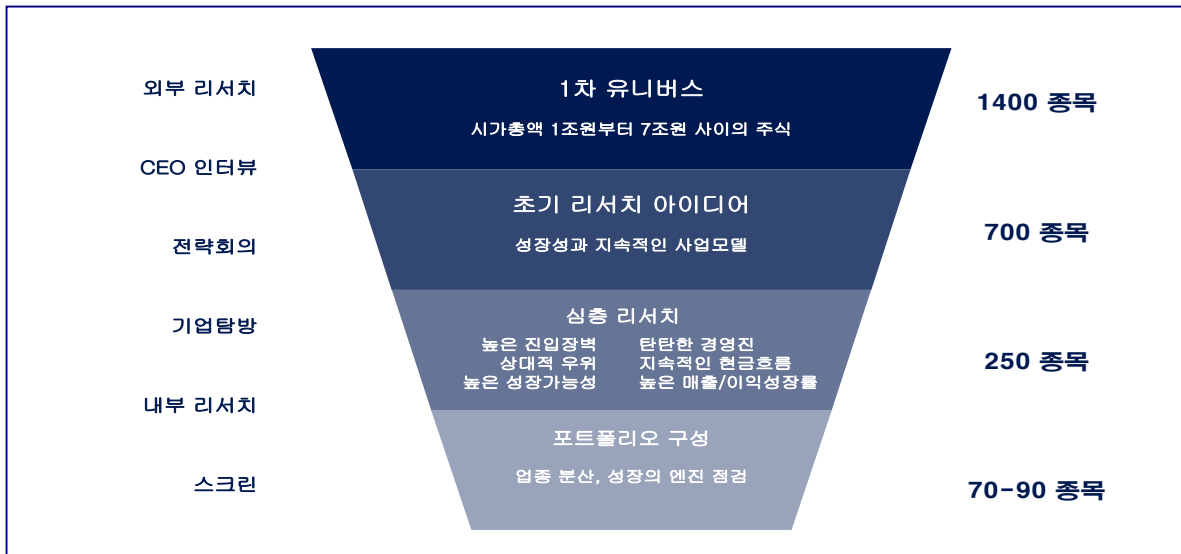 외부 리서치
CEO 인터뷰
전략회의
기업탐방
내부 리서치
스크린
1차 유니버스
시가총액 1조원부터 7조원 사이의 주식
초기 리서치 아이디어
성장성과 지속적인 사업모델
심층 리서치
높은 진입장벽 탄탄한 경영진
상대적 우위 지속적인 현금흐름
높은 성장가능성 높은 매출/이익성장률
포트폴리오 구성
업종 분산, 성장의 엔진 점검
1400 종목
700 종목
250 종목
70-90 종목